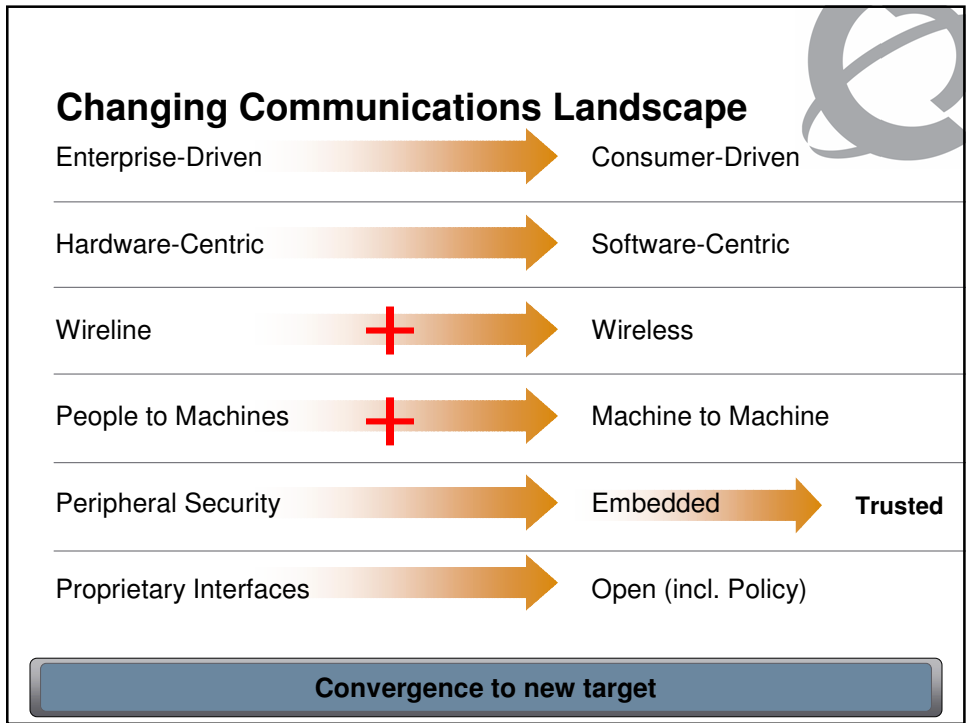 Changing Communications Landscape
Enterprise-Driven Consumer-Driven
Hardware-Centric Software-Centric
Wireline + Wireless
People to Machines + Machine to Machine
Peripheral Security Embedded Trusted
Proprietary Interfaces Open (incl. Policy)
Convergence to new target